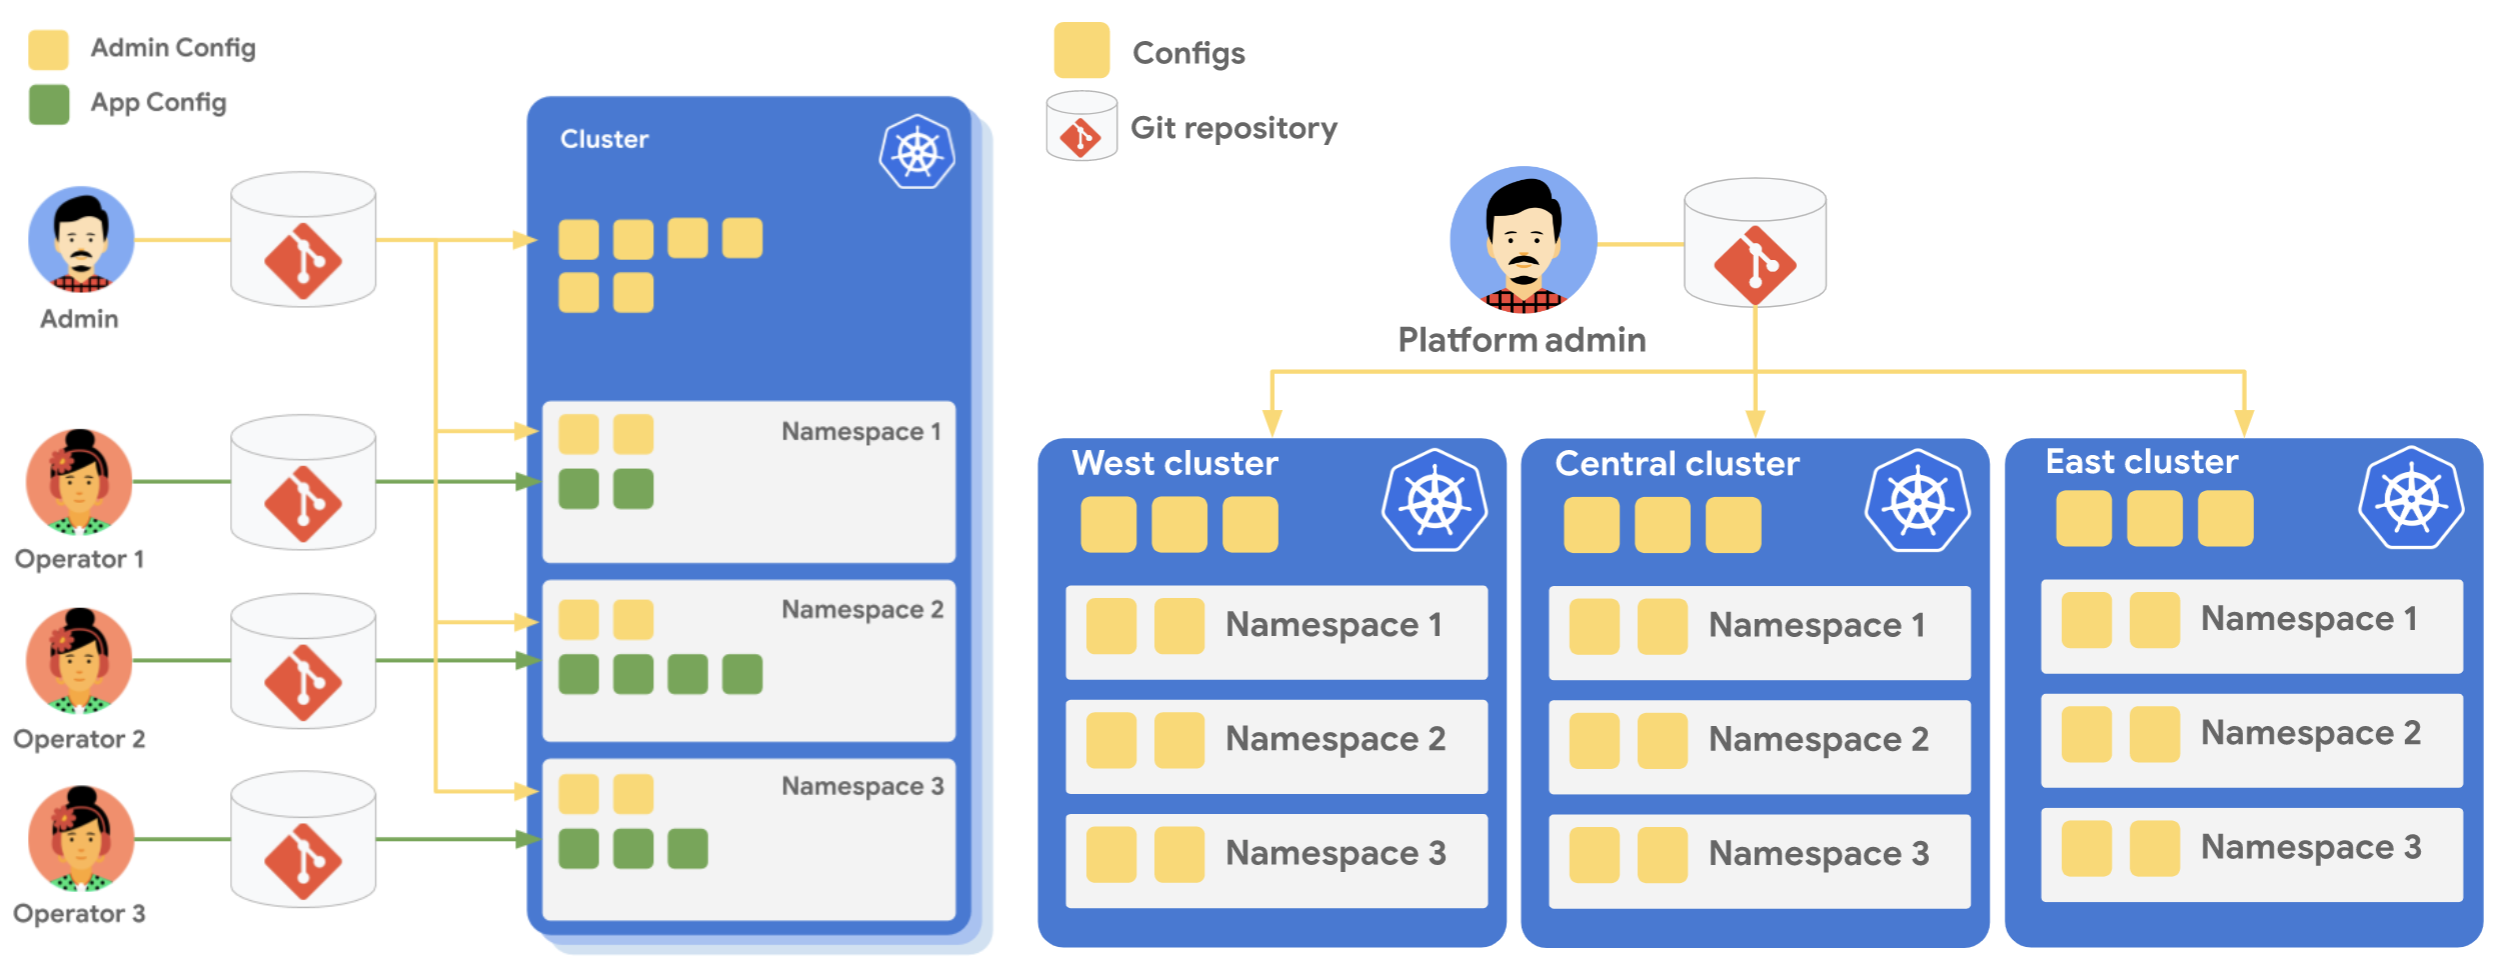 Admin Config
App Config
Cluster
Admin
Namespace 1
Operator 1
Namespace 2
Operator 2
Namespace 3
Operator 3
Configs
Git repository
Platform admin
West cluster
Namespace 1
Namespace 2
Namespace 3
Central cluster
Namespace 1
Namespace 2
Namespace 3
East cluster
Namespace 1
Namespace 2
Namespace 3